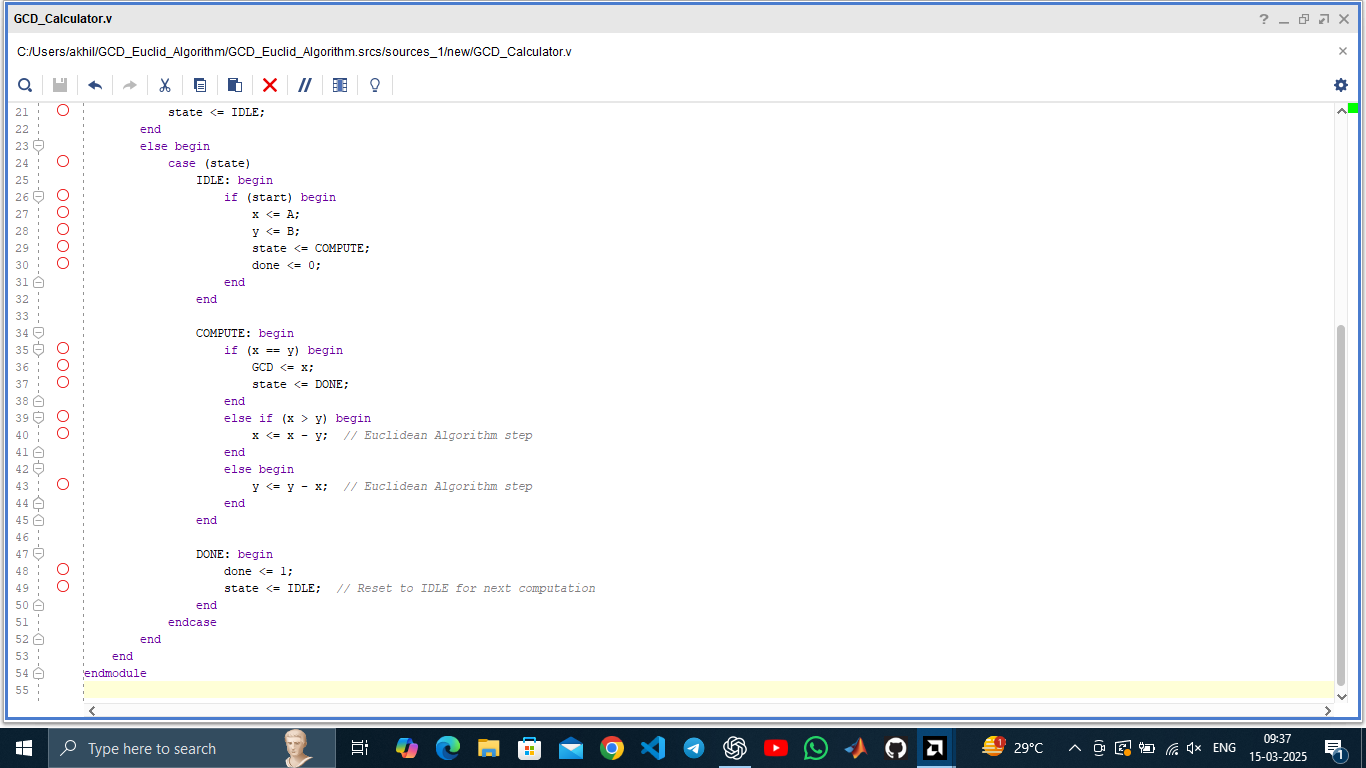 GCD_Calculator.v
C:/Users/akhil/GCD_Euclid_Algorithm/GCD_Euclid_Algorithm.srcs/sources_1/new/GCD_Calculator.v
21 state <= IDLE;
22 end
23 else begin
24 case (state)
25 IDLE: begin
26 if (start) begin
27 x <= A;
28 y <= B;
29 state <= COMPUTE;
30 done <= 0;
31 end
32 end
33
34 COMPUTE: begin
35 if (x == y) begin
36 GCD <= x;
37 state <= DONE;
38 end
39 else if (x > y) begin
40 x <= x - y;  // Euclidean Algorithm step
41 end
42 else begin
43 y <= y - x;  // Euclidean Algorithm step
44 end
45 end
46
47 DONE: begin
48 done <= 1;
49 state <= IDLE;  // Reset to IDLE for next computation
50 end
51 endcase
52 end
53 end
54 endmodule
55
Type here to search
29°C
ENG
09:37
15-03-2025
1
1